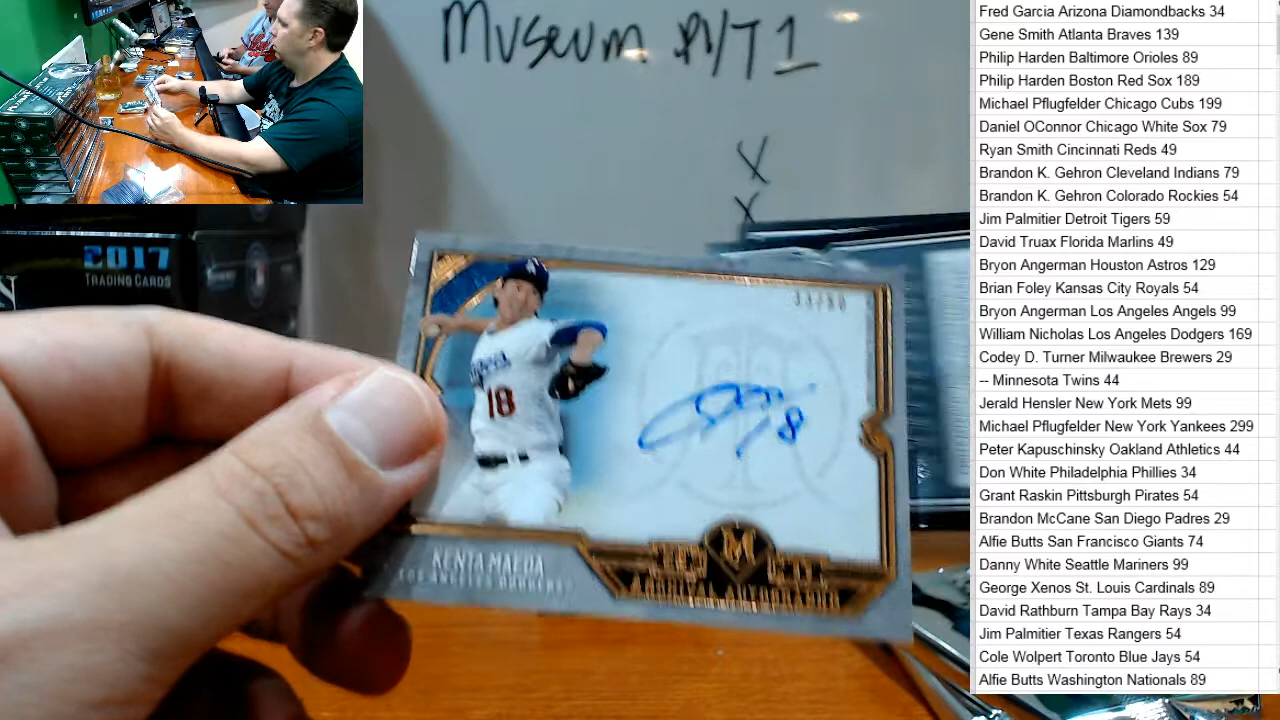 Museum P/T 1
X
X
2017
TRADING CARDS
18
KENTA MAEDA
LOS ANGELES DODGERS
M
Fred Garcia Arizona Diamondbacks 34
Gene Smith Atlanta Braves 139
Philip Harden Baltimore Orioles 89
Philip Harden Boston Red Sox 189
Michael Pflugfelder Chicago Cubs 199
Daniel OConnor Chicago White Sox 79
Ryan Smith Cincinnati Reds 49
Brandon K. Gehron Cleveland Indians 79
Brandon K. Gehron Colorado Rockies 54
Jim Palmitier Detroit Tigers 59
David Truax Florida Marlins 49
Bryon Angerman Houston Astros 129
Brian Foley Kansas City Royals 54
Bryon Angerman Los Angeles Angels 99
William Nicholas Los Angeles Dodgers 169
Codey D. Turner Milwaukee Brewers 29
-- Minnesota Twins 44
Jerald Hensler New York Mets 99
Michael Pflugfelder New York Yankees 299
Peter Kapuschinsky Oakland Athletics 44
Don White Philadelphia Phillies 34
Grant Raskin Pittsburgh Pirates 54
Brandon McCane San Diego Padres 29
Alfie Butts San Francisco Giants 74
Danny White Seattle Mariners 99
George Xenos St. Louis Cardinals 89
David Rathburn Tampa Bay Rays 34
Jim Palmitier Texas Rangers 54
Cole Wolpert Toronto Blue Jays 54
Alfie Butts Washington Nationals 89